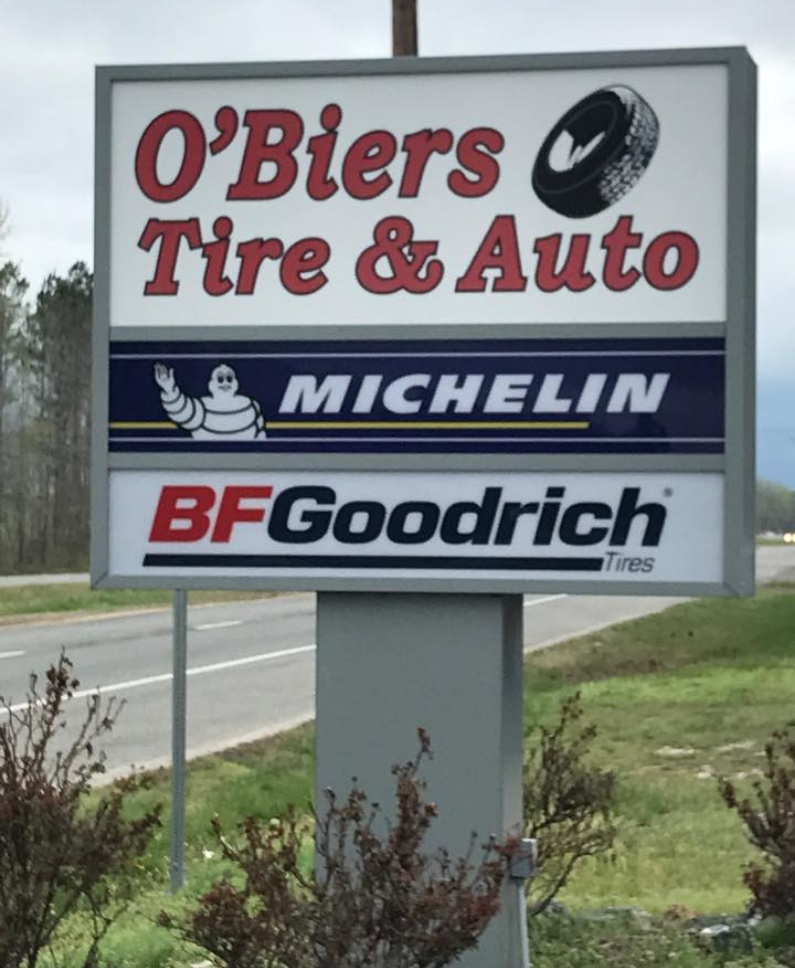 O'Biers
Tire & Auto
MICHELIN
BFGoodrich®
Tires